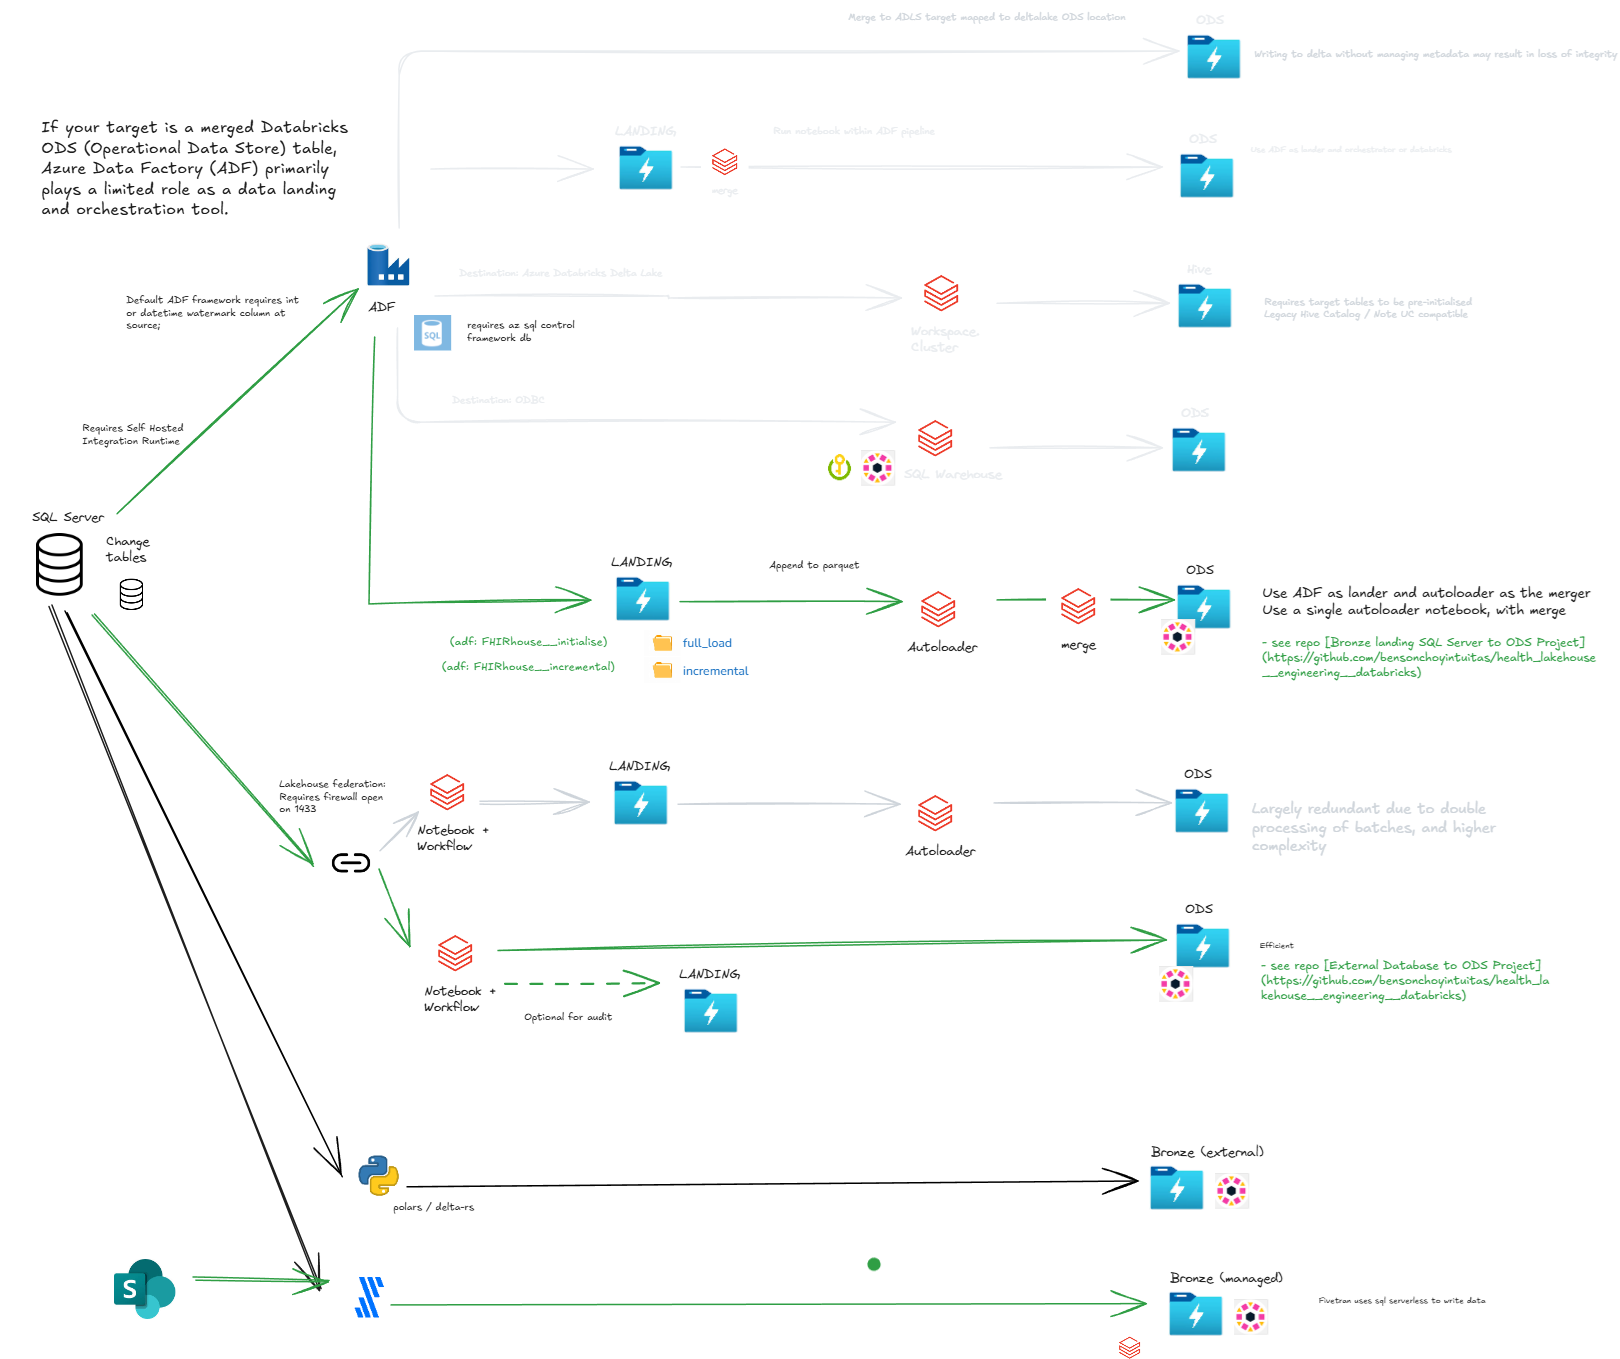 Merge to ADLS target mapped to deltalake ODS location
ODS
Writing to delta without managing metadata may result in loss of integrity
If your target is a merged Databricks
ODS (Operational Data Store) table,
Azure Data Factory (ADF) primarily
plays a limited role as a data landing
and orchestration tool.
LANDING
Run notebook within ADF pipeline
merge
ODS
Use ADF as lander and orchestrator or databricks.
Default ADF framework requires int
or datetime watermark column at
source;
ADF
SQL
requires az sql control
framework db
Destination: Azure Databricks Delta Lake
Workspace.
Cluster
Hive
Requires target tables to be pre-initialised
Legacy Hive Catalog / Note UC compatible
Requires Self Hosted
Integration Runtime
Destination: ODBC
SQL Warehouse
ODS
SQL Server
Change
tables
LANDING
(adf: FHIRhouse__initialise)
(adf: FHIRhouse__incremental)
full_load
incremental
Append to parquet
Autoloader
merge
ODS
Use ADF as lander and autoloader as the merger
Use a single autoloader notebook, with merge
- see repo [Bronze landing SQL Server to ODS Project]
(https://github.com/bensonchoyintuitas/health_lakehouse
__engineering__databricks)
Lakehouse federation:
Requires firewall open
on 1433
Notebook +
Workflow
LANDING
Autoloader
ODS
Largely redundant due to double
processing of batches, and higher
complexity
Notebook +
Workflow
Optional for audit
LANDING
ODS
Efficient
- see repo [External Database to ODS Project]
(https://github.com/bensonchoyintuitas/health_la
kehouse__engineering__databricks)
polars / delta-rs
Bronze (external)
S
Bronze (managed)
Fivetran uses sql serverless to write data